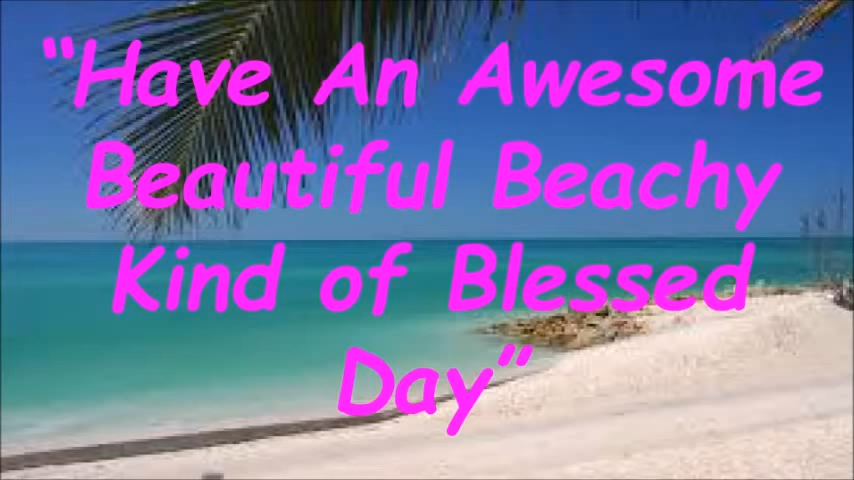 “Have An Awesome
Beautiful Beachy
Kind of Blessed
Day”